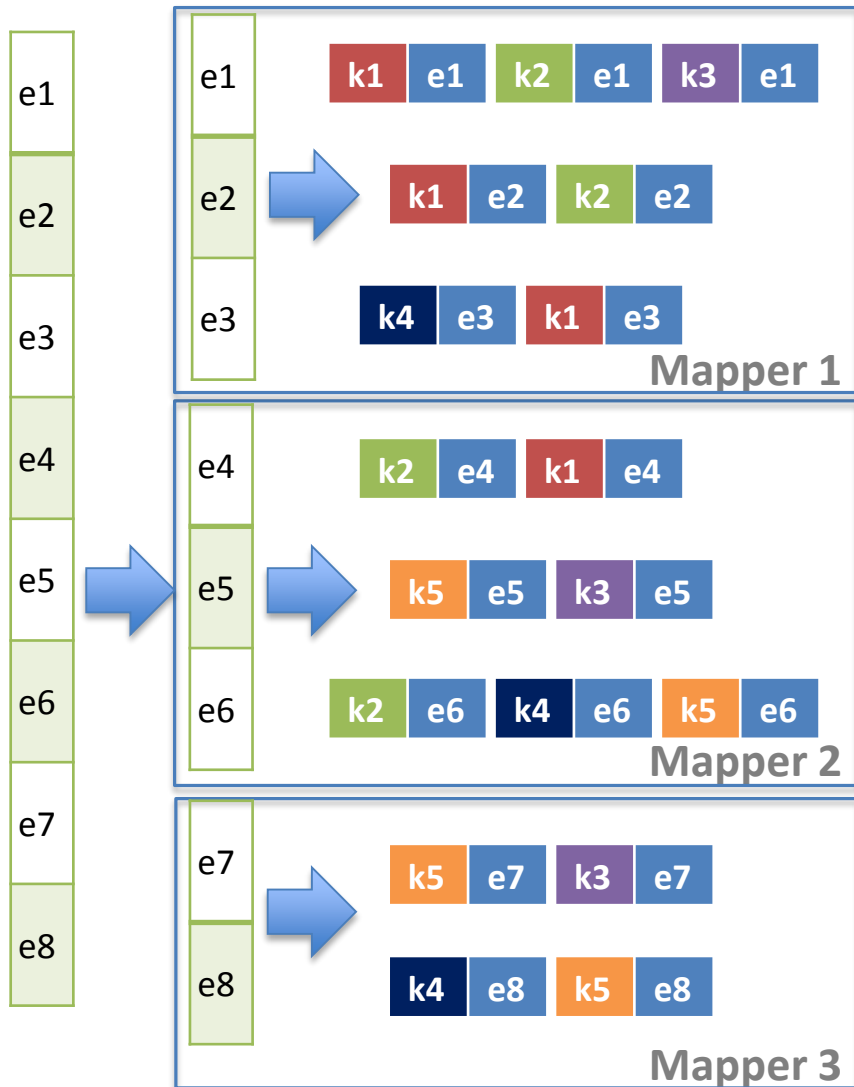 e1
e2
e3
e4
e5
e6
e7
e8
e1
k1 e1 k2 e1 k3 e1
e2
k1 e2 k2 e2
e3
k4 e3 k1 e3
Mapper 1
e4
k2 e4 k1 e4
e5
k5 e5 k3 e5
e6
k2 e6 k4 e6 k5 e6
Mapper 2
e7
k5 e7 k3 e7
e8
k4 e8 k5 e8
Mapper 3